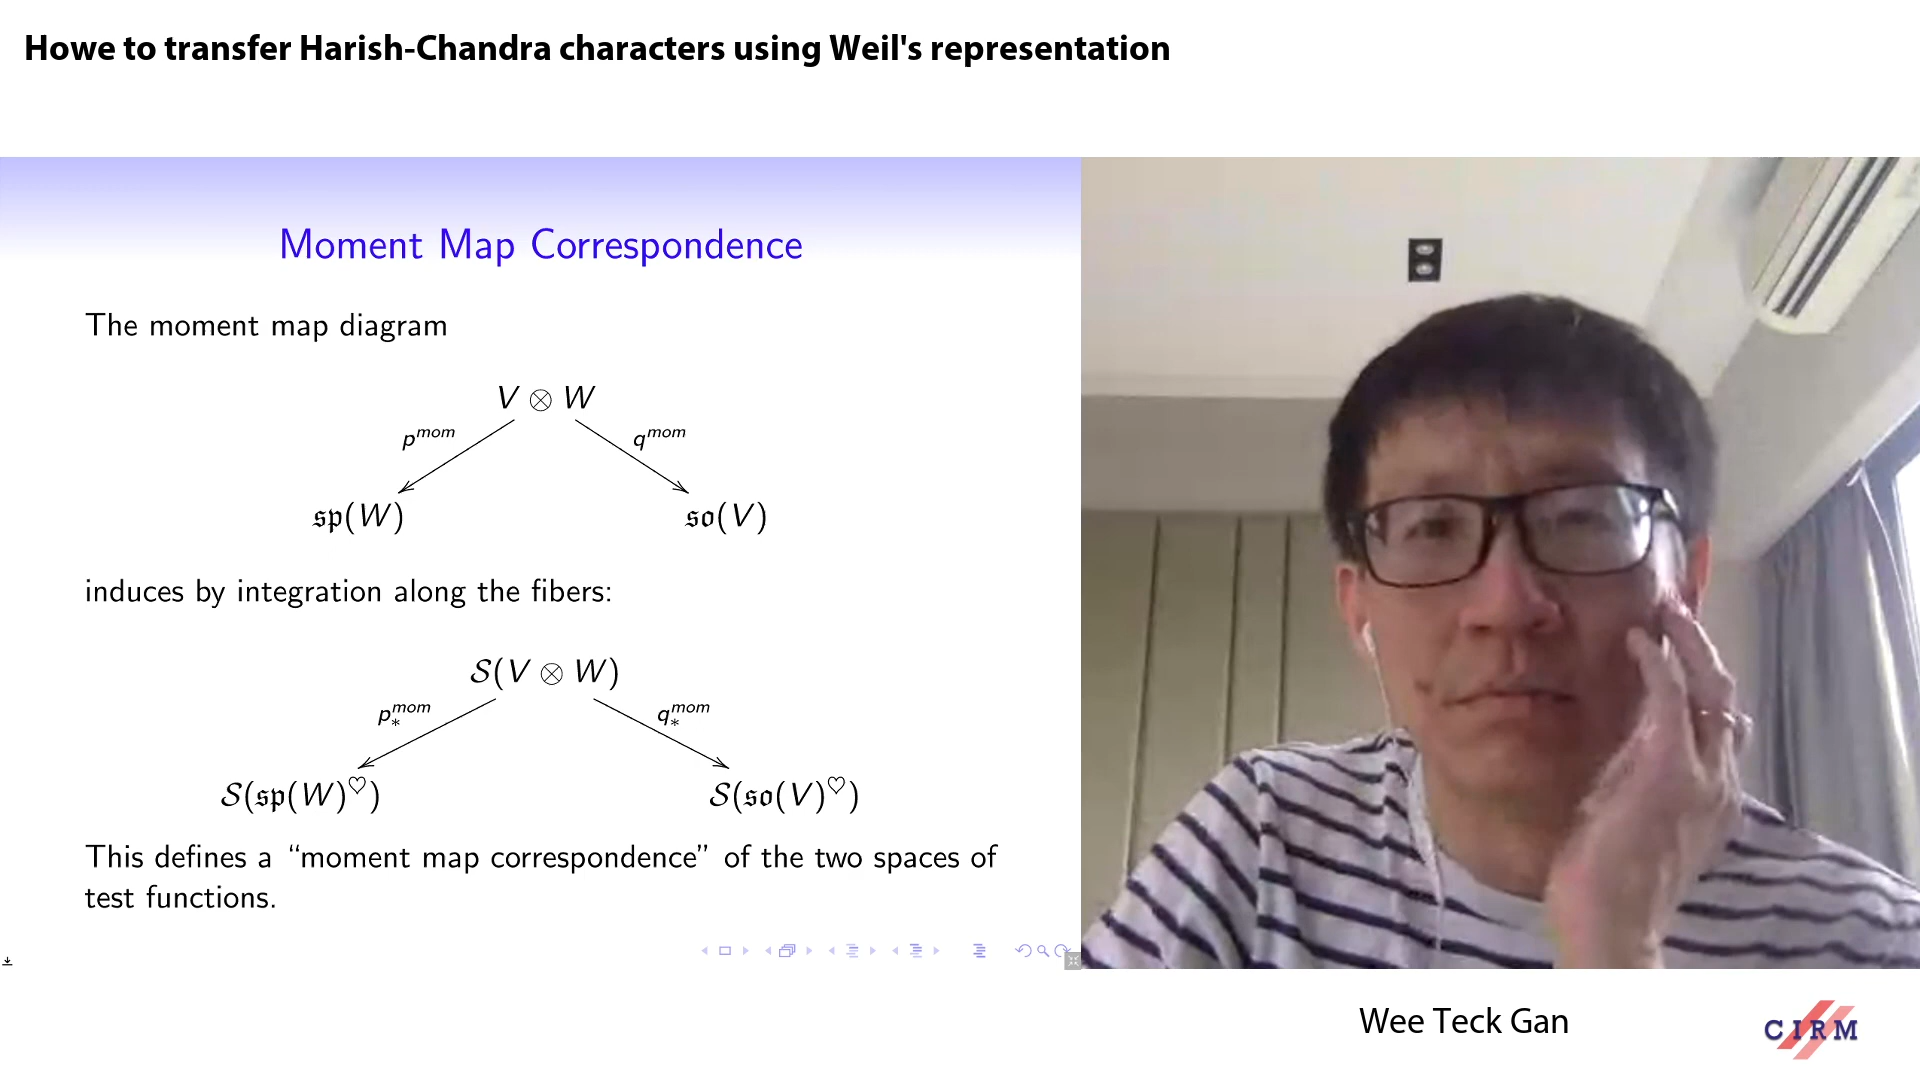 Howe to transfer Harish-Chandra characters using Weil's representation
Moment Map Correspondence
The moment map diagram
V ⊗ W
p^mom q^mom
𝔰𝔭(W) 𝔰𝔬(V)
induces by integration along the fibers:
𝒮(V ⊗ W)
p_*^mom q_*^mom
𝒮(𝔰𝔭(W)^♡) 𝒮(𝔰𝔬(V)^♡)
This defines a “moment map correspondence” of the two spaces of
test functions.
Wee Teck Gan
CIRM